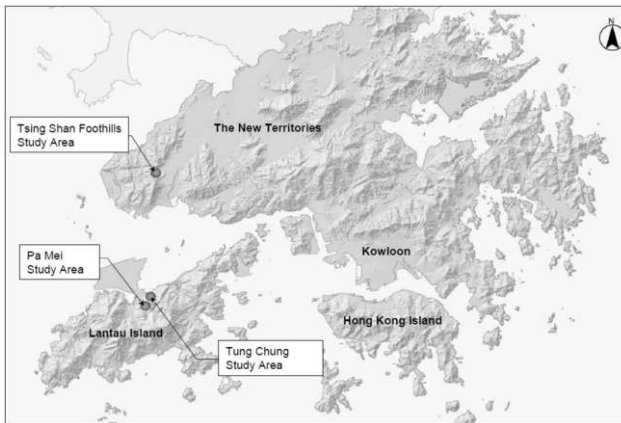 N
Tsing Shan Foothills
Study Area
The New Territories
Pa Mei
Study Area
Kowloon
Lantau Island
Hong Kong Island
Tung Chung
Study Area